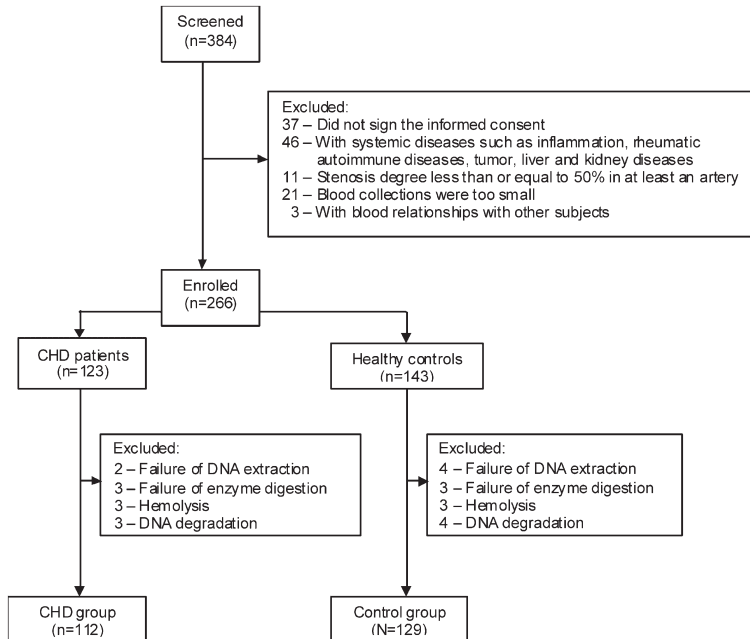 Screened
(n=384)
Excluded:
37 – Did not sign the informed consent
46 – With systemic diseases such as inflammation, rheumatic
autoimmune diseases, tumor, liver and kidney diseases
11 – Stenosis degree less than or equal to 50% in at least an artery
21 – Blood collections were too small
3 – With blood relationships with other subjects
Enrolled
(n=266)
CHD patients
(n=123)
Healthy controls
(n=143)
Excluded:
2 – Failure of DNA extraction
3 – Failure of enzyme digestion
3 – Hemolysis
3 – DNA degradation
Excluded:
4 – Failure of DNA extraction
3 – Failure of enzyme digestion
3 – Hemolysis
4 – DNA degradation
CHD group
(n=112)
Control group
(N=129)